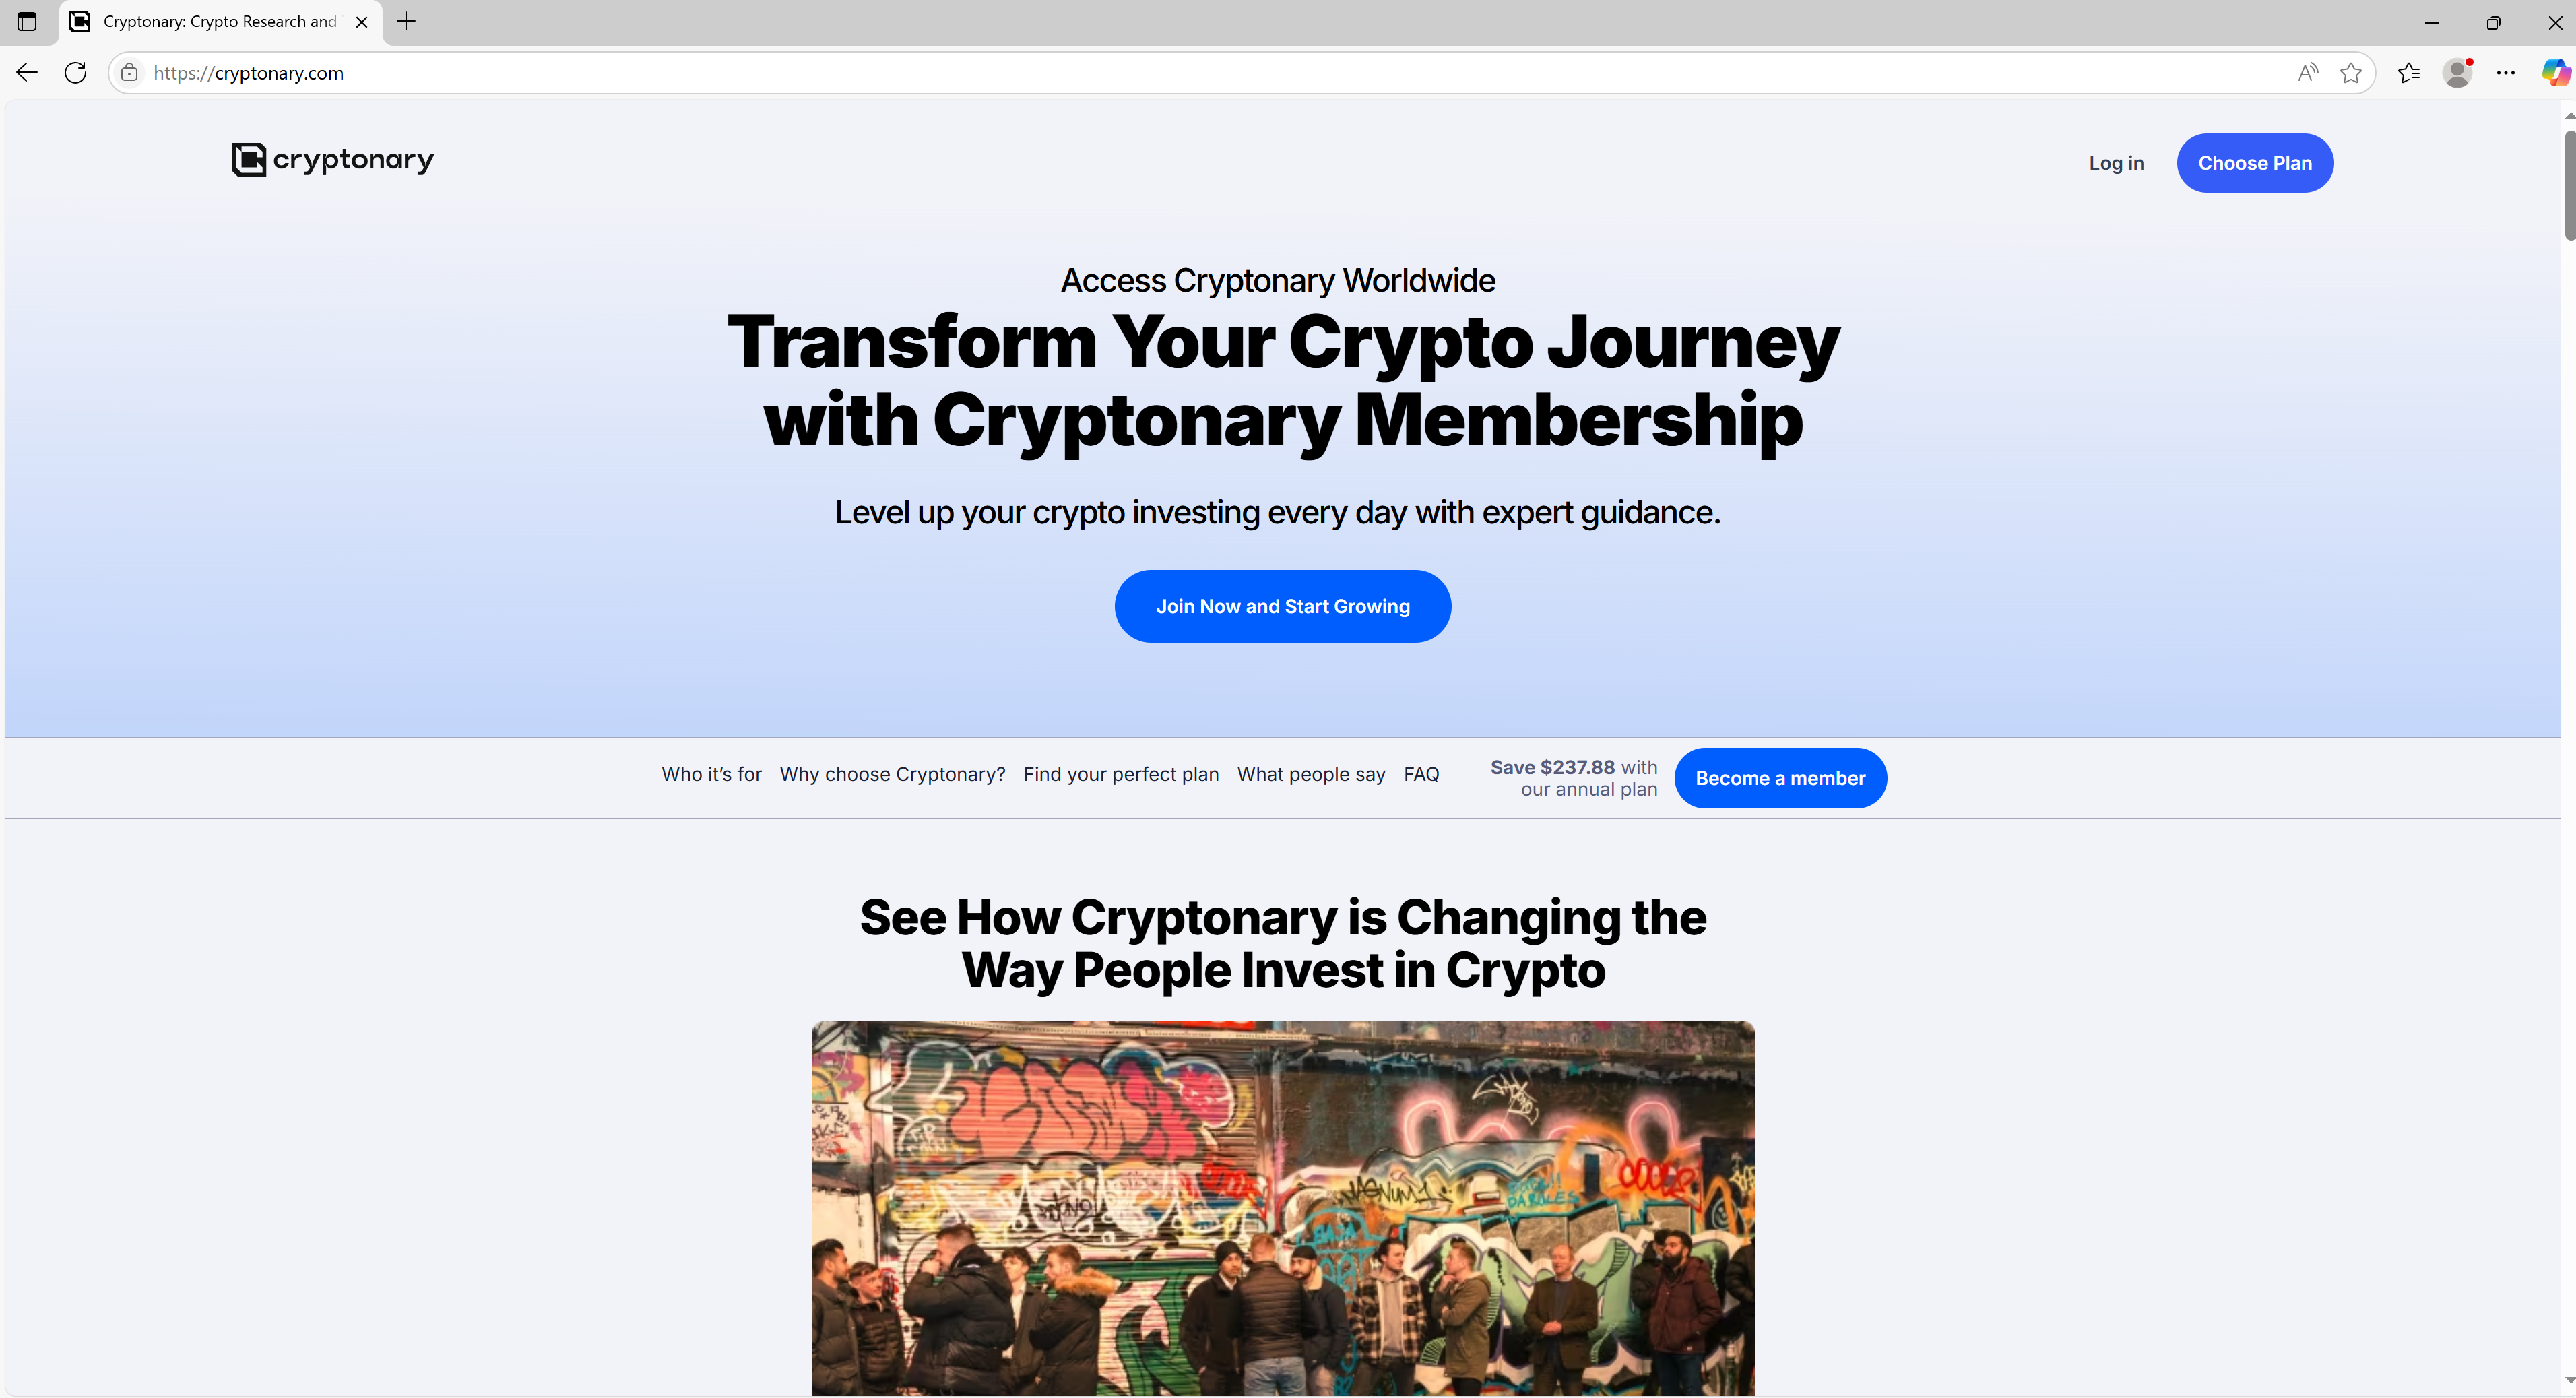 Cryptonary: Crypto Research and
https://cryptonary.com
cryptonary
Log in
Choose Plan
Access Cryptonary Worldwide
Transform Your Crypto Journey
with Cryptonary Membership
Level up your crypto investing every day with expert guidance.
Join Now and Start Growing
Who it's for
Why choose Cryptonary?
Find your perfect plan
What people say
FAQ
Save $237.88 with
our annual plan
Become a member
See How Cryptonary is Changing the
Way People Invest in Crypto